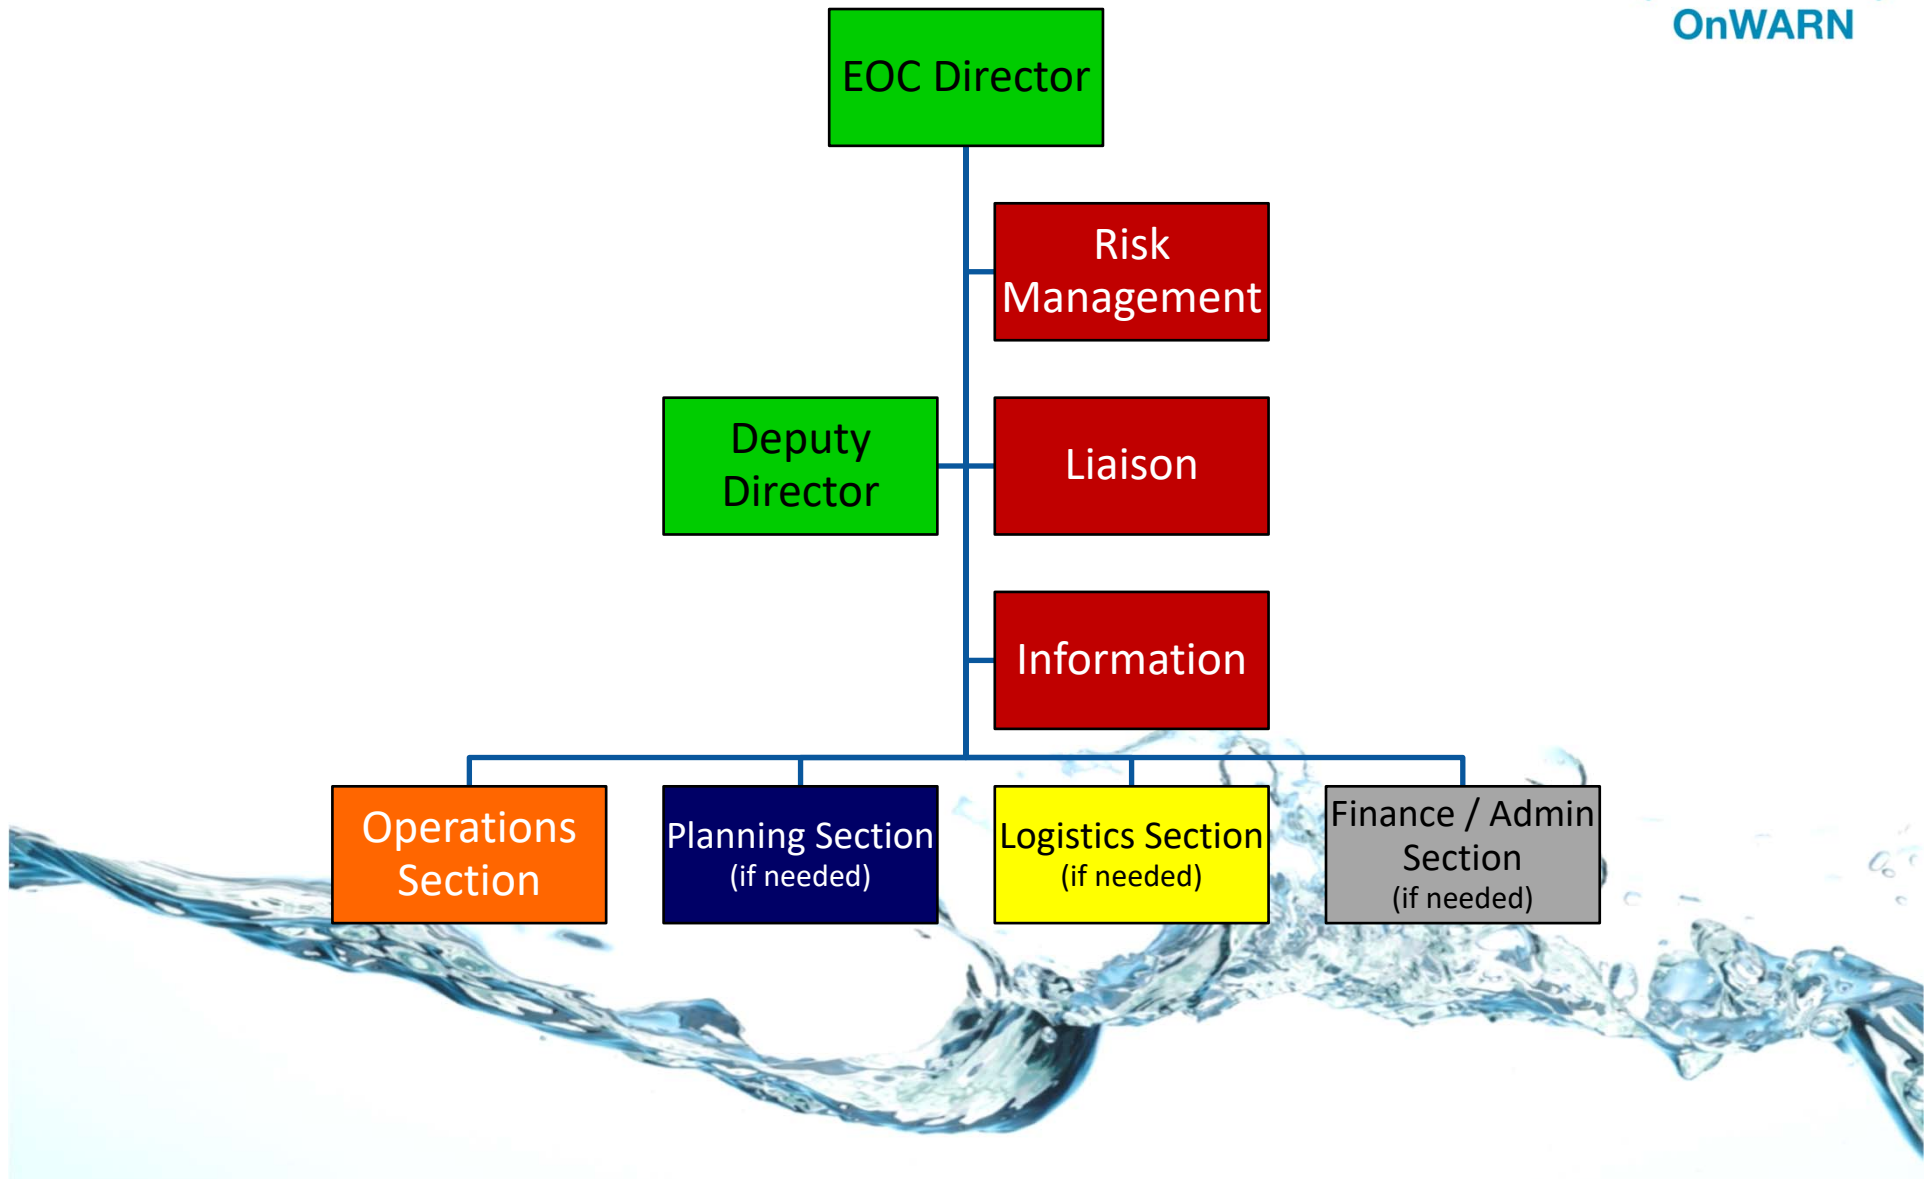 OnWARN
EOC Director
Risk
Management
Deputy
Director
Liaison
Information
Operations
Section
Planning Section
(if needed)
Logistics Section
(if needed)
Finance / Admin
Section
(if needed)